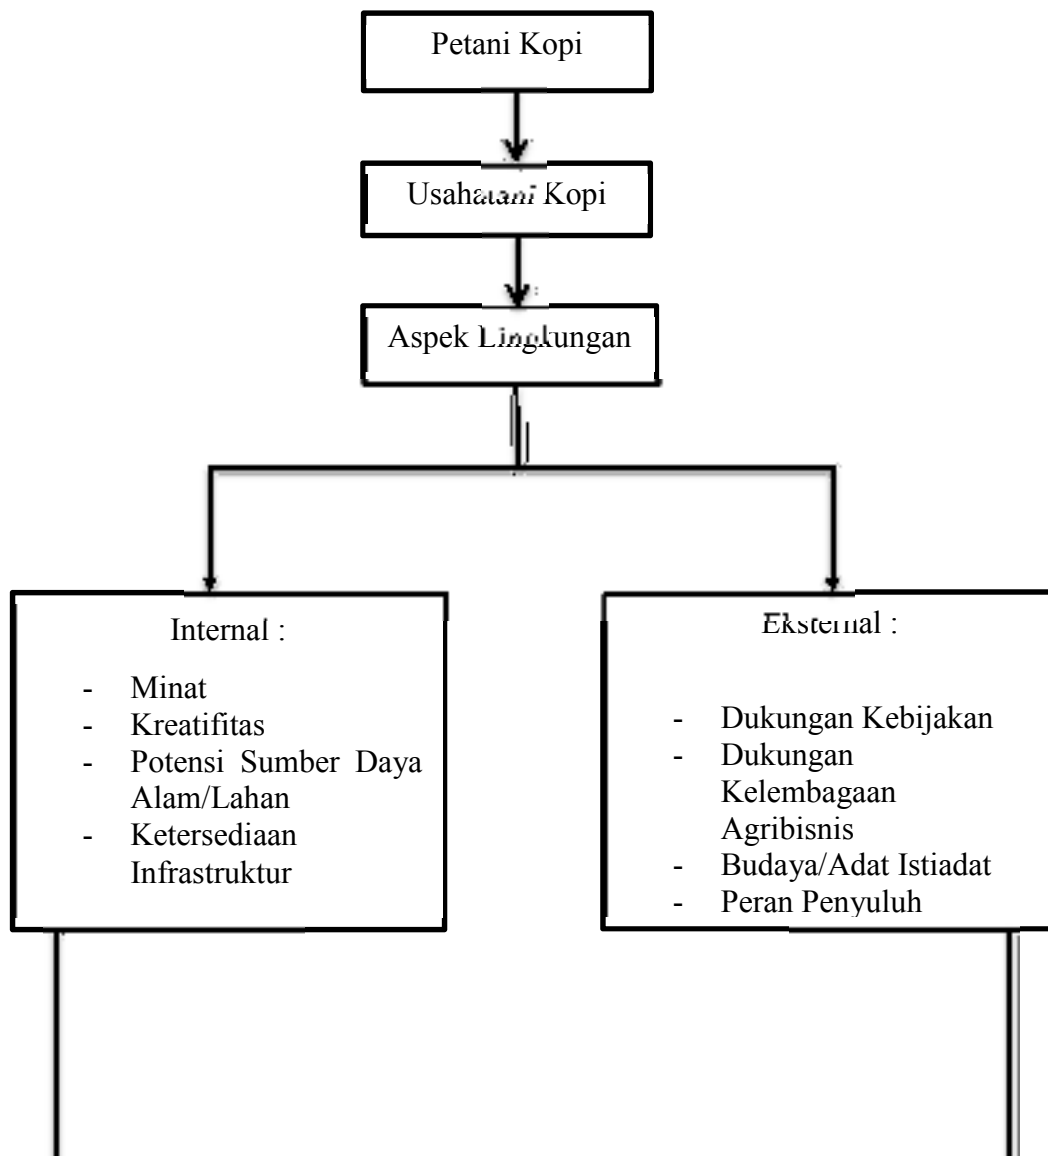 Petani Kopi
Usahatani Kopi
Aspek Lingkungan
Internal :
- Minat
- Kreatifitas
- Potensi Sumber Daya
Alam/Lahan
- Ketersediaan
Infrastruktur
Eksternal :
- Dukungan Kebijakan
- Dukungan
Kelembagaan
Agribisnis
- Budaya/Adat Istiadat
- Peran Penyuluh